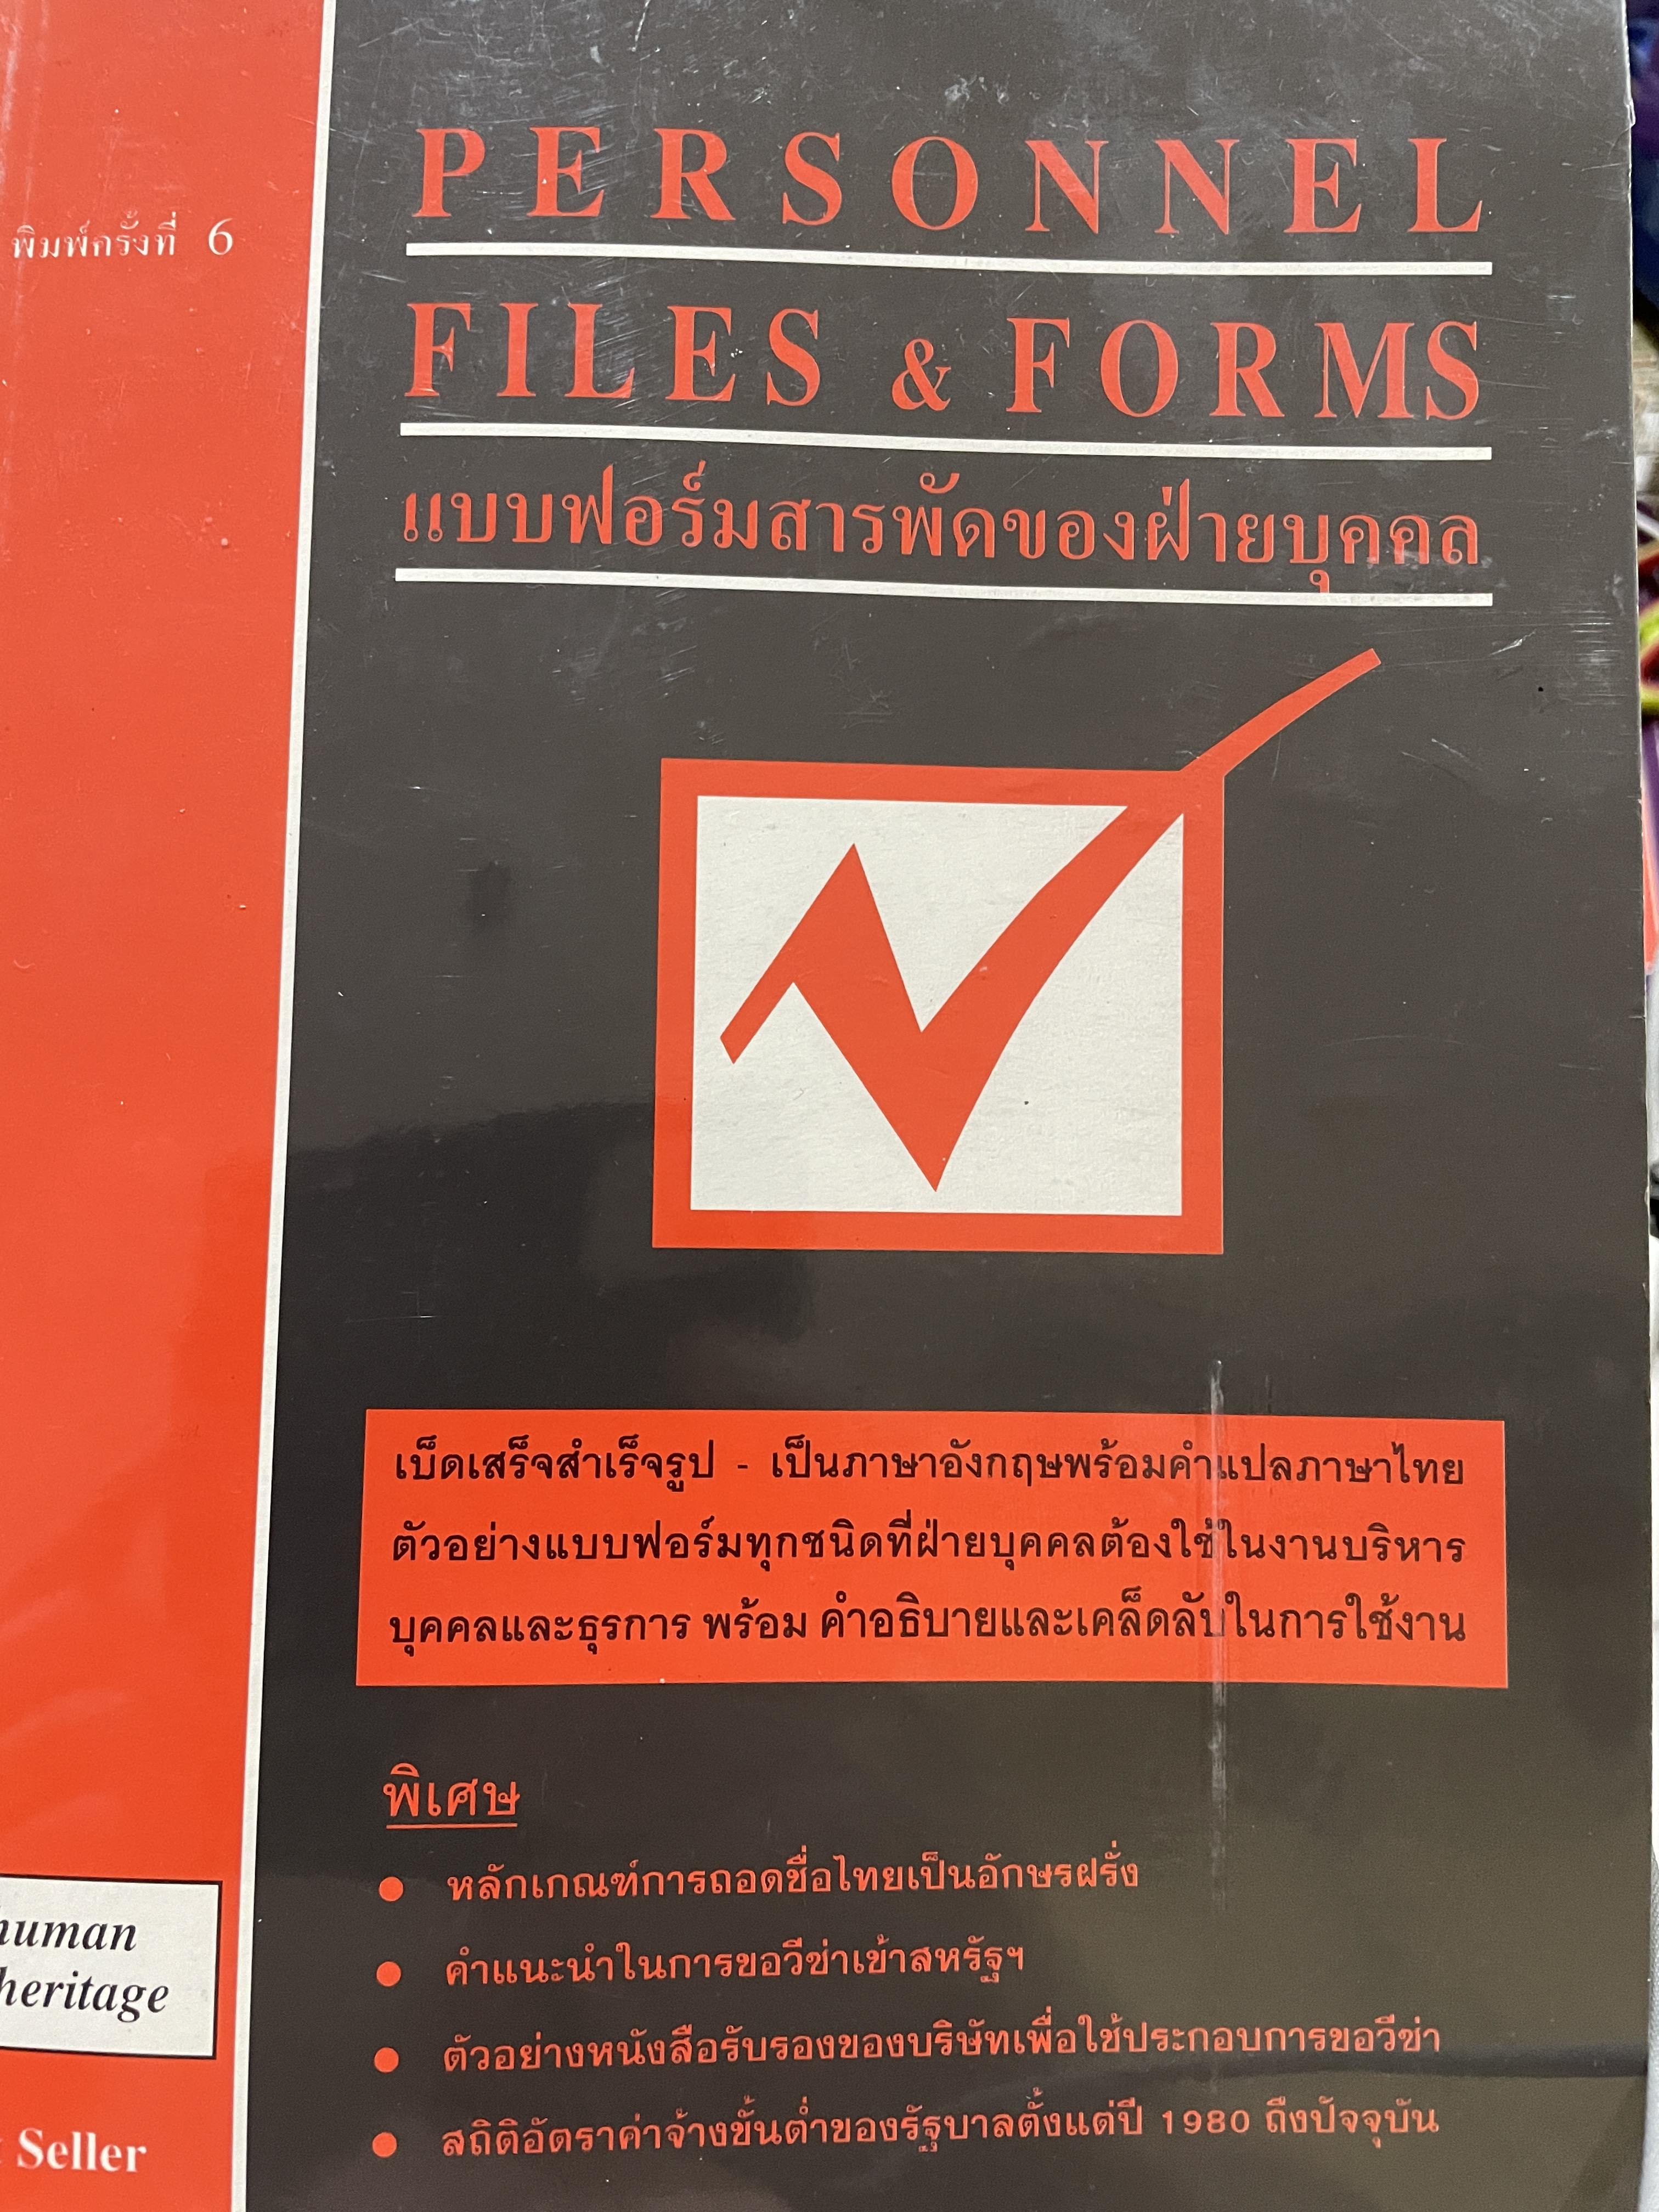 พิมพ์ครั้งที่ 6
PERSONNEL
FILES & FORMS
แบบฟอร์มสารพัดของฝ่ายบุคคล
เบ็ดเสร็จสำเร็จรูป - เป็นภาษาอังกฤษพร้อมคำแปลภาษาไทย
ตัวอย่างแบบฟอร์มทุกชนิดที่ฝ่ายบุคคลต้องใช้ในงานบริหาร
บุคคลและธุรการ พร้อม คำอธิบายและเคล็ดลับในการใช้งาน
พิเศษ
● หลักเกณฑ์การถอดชื่อไทยเป็นอักษรฝรั่ง
● คำแนะนำในการขอวีซ่าเข้าสหรัฐฯ
● ตัวอย่างหนังสือรับรองของบริษัทเพื่อใช้ประกอบการขอวีซ่า
● สถิติอัตราค่าจ้างขั้นต่ำของรัฐบาลตั้งแต่ปี 1980 ถึงปัจจุบัน
human
heritage
Seller